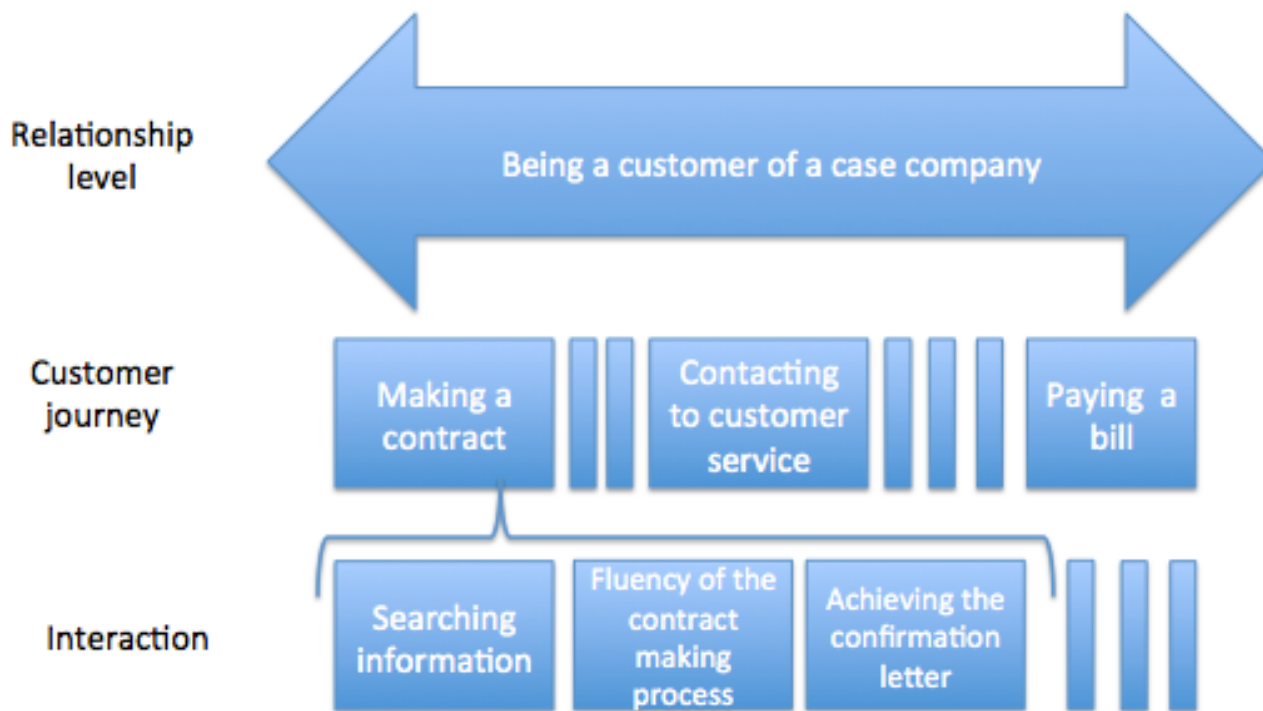 Relationship
level
Being a customer of a case company
Customer
journey
Making a
contract
Contacting
to customer
service
Paying a
bill
Interaction
Searching
information
Fluency of the
contract
making
process
Achieving the
confirmation
letter